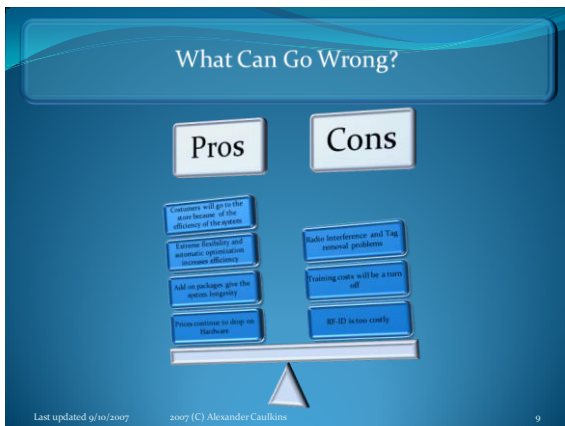 What Can Go Wrong?
Pros
Cons
Costumers will go to the
store because of the
efficiency of the system
Extreme flexibility and
automatic optimization
increases efficiency
Add on packages give the
system longevity
Prices continue to drop on
Hardware
Radio Interference and Tag
removal problems
Training costs will be a turn
off
RF-ID is too costly
Last updated 9/10/2007
2007 (C) Alexander Caulkins
9